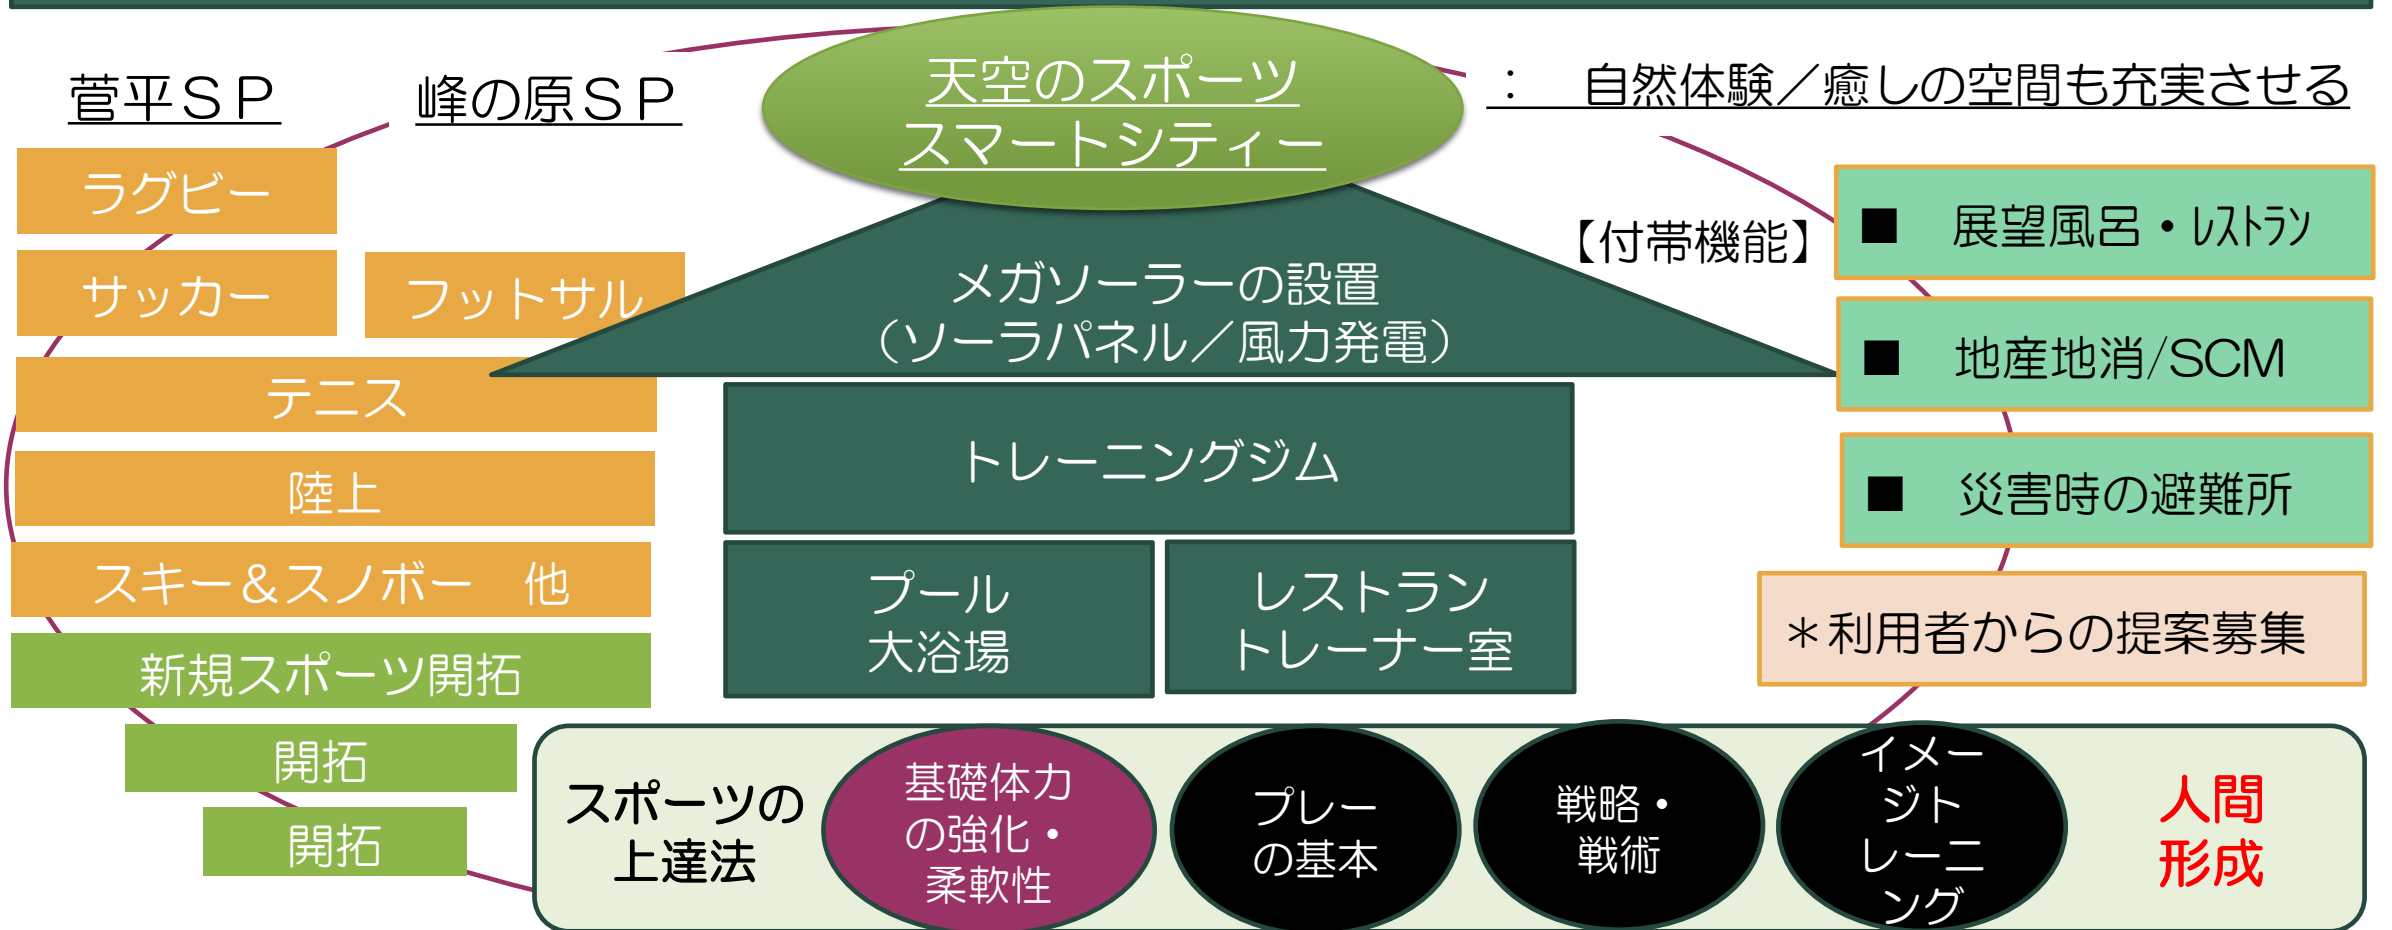 天空のスポーツ
スマートシティー
：　自然体験／癒しの空間も充実させる
菅平ＳＰ
峰の原ＳＰ
ラグビー
サッカー
フットサル
テニス
陸上
スキー＆スノボー　他
新規スポーツ開拓
開拓
開拓
メガソーラーの設置
（ソーラパネル／風力発電）
トレーニングジム
プール
大浴場
レストラン
トレーナー室
【付帯機能】
■　展望風呂・ﾚｽﾄﾗﾝ
■　地産地消/SCM
■　災害時の避難所
＊利用者からの提案募集
スポーツの
上達法
基礎体力
の強化・
柔軟性
プレー
の基本
戦略・
戦術
イメー
ジト
レーニ
ング
人間
形成